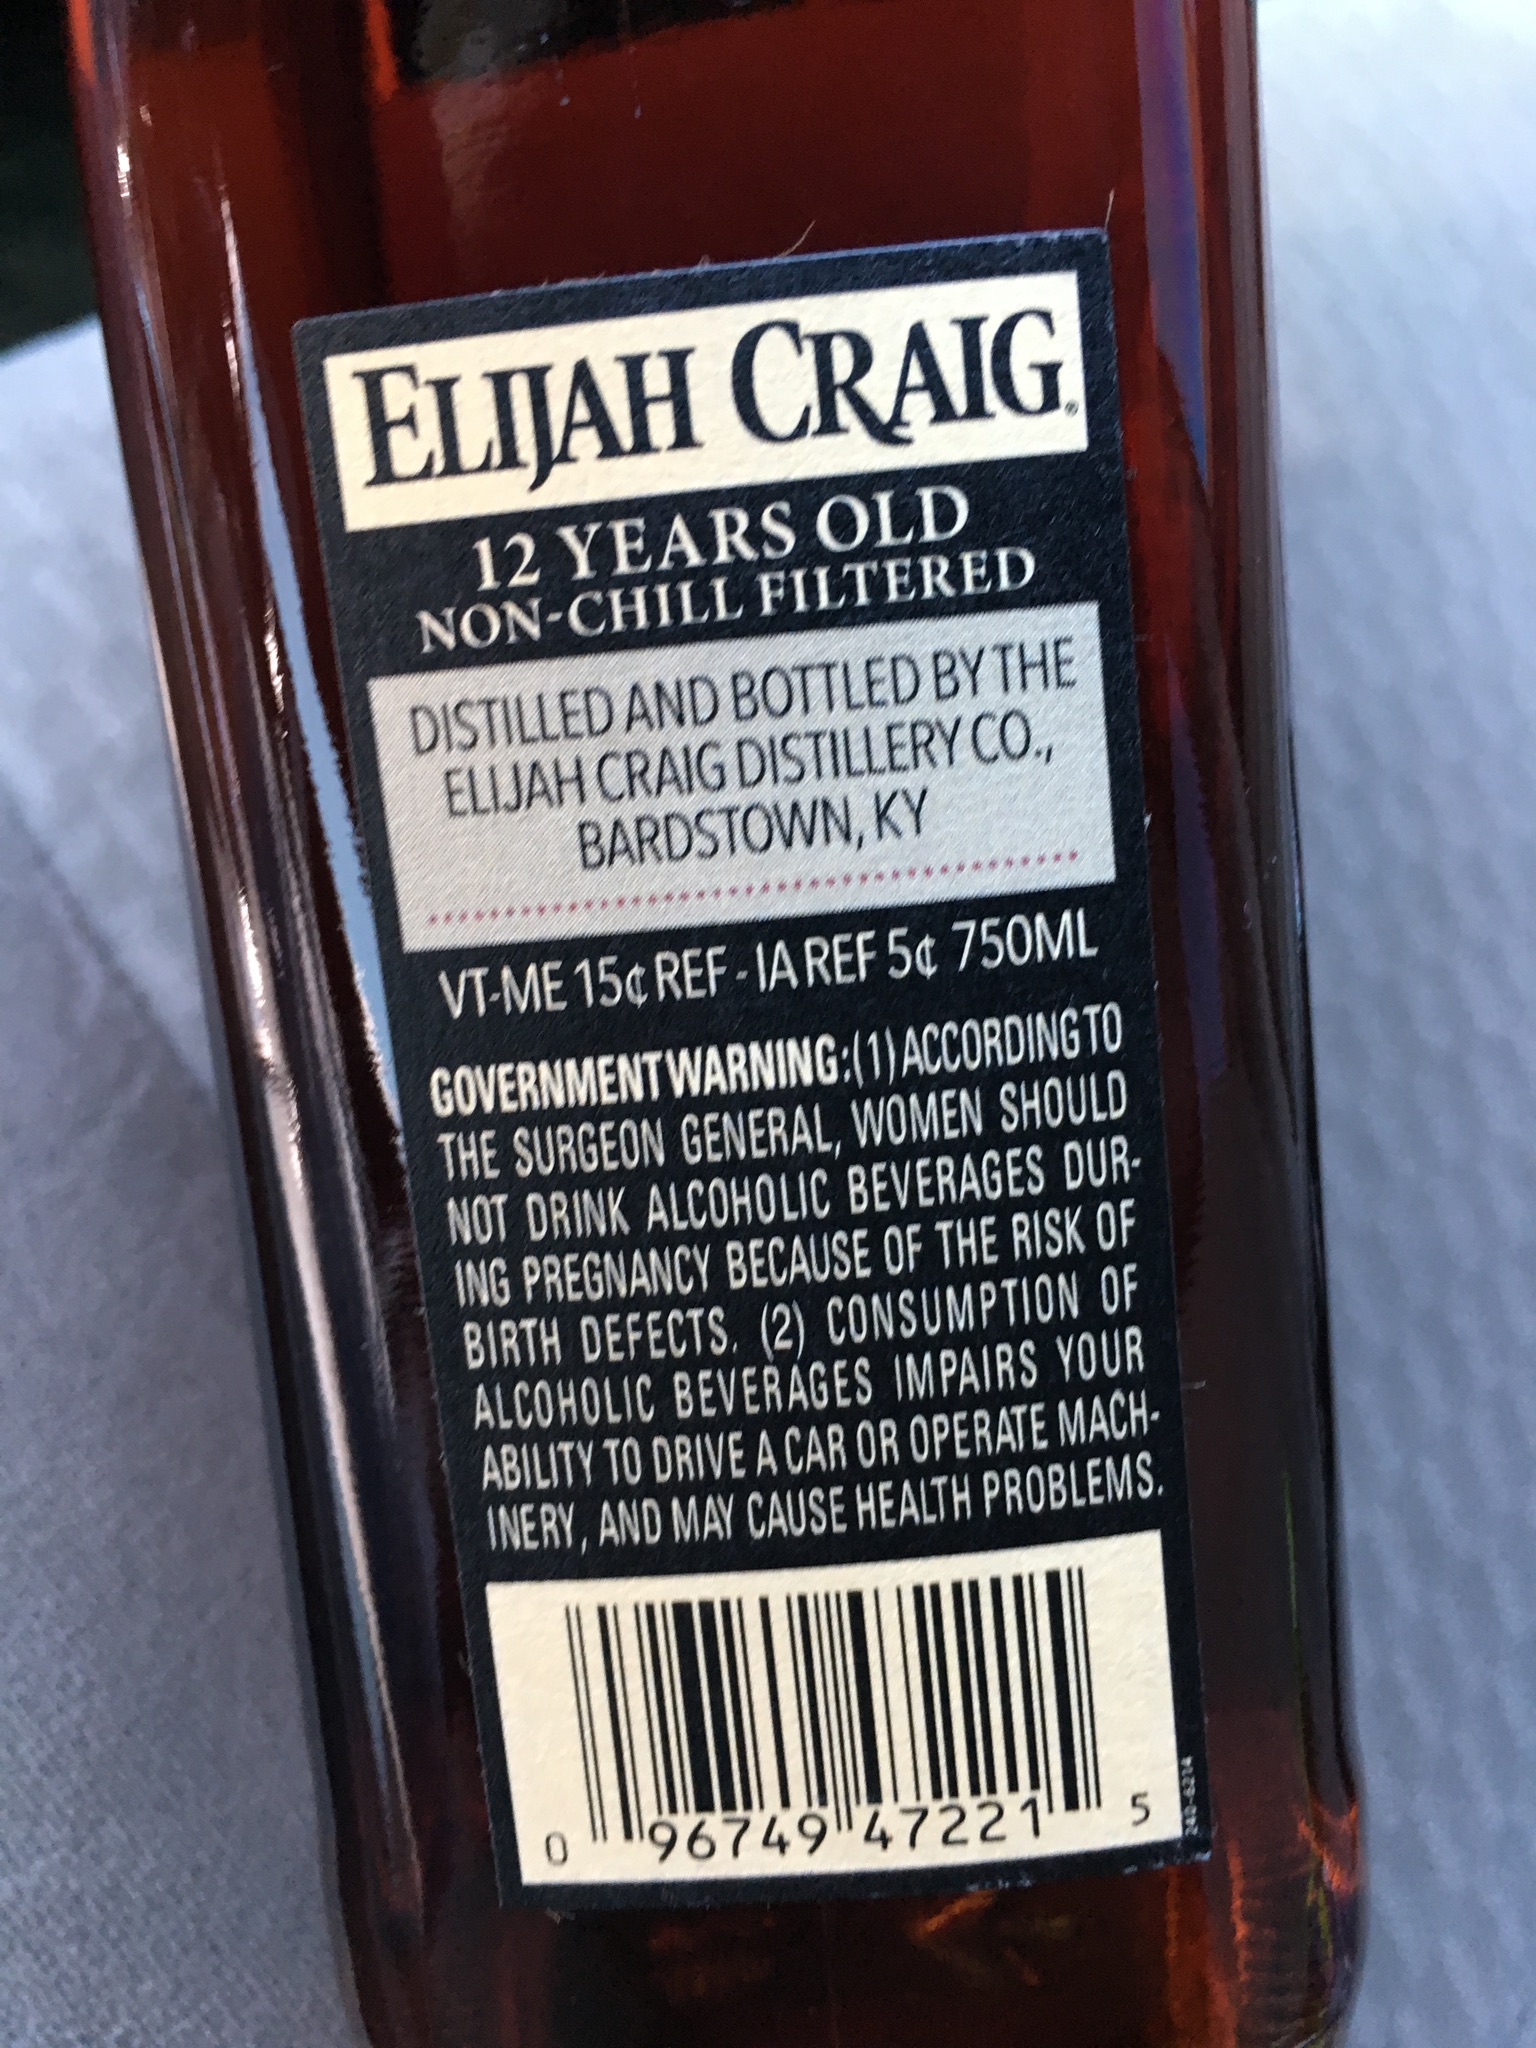 ELIJAH CRAIG®
12 YEARS OLD
NON-CHILL FILTERED
DISTILLED AND BOTTLED BY THE
ELIJAH CRAIG DISTILLERY CO.,
BARDSTOWN, KY
VT-ME 15¢ REF - IA REF 5¢ 750ML
GOVERNMENT WARNING:(1) ACCORDING TO
THE SURGEON GENERAL, WOMEN SHOULD
NOT DRINK ALCOHOLIC BEVERAGES DUR-
ING PREGNANCY BECAUSE OF THE RISK OF
BIRTH DEFECTS. (2) CONSUMPTION OF
ALCOHOLIC BEVERAGES IMPAIRS YOUR
ABILITY TO DRIVE A CAR OR OPERATE MACH-
INERY, AND MAY CAUSE HEALTH PROBLEMS.
0 96749 47221 5
240-6214